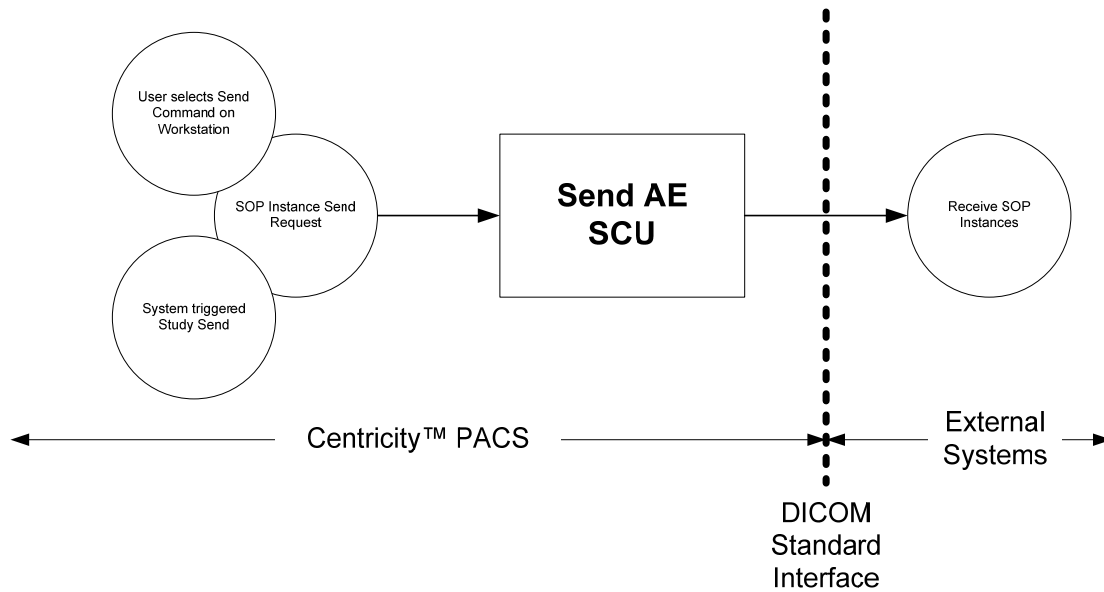 User selects Send
Command on
Workstation
SOP Instance Send
Request
System triggered
Study Send
Send AE
SCU
Receive SOP
Instances
Centricity™ PACS
External
Systems
DICOM
Standard
Interface